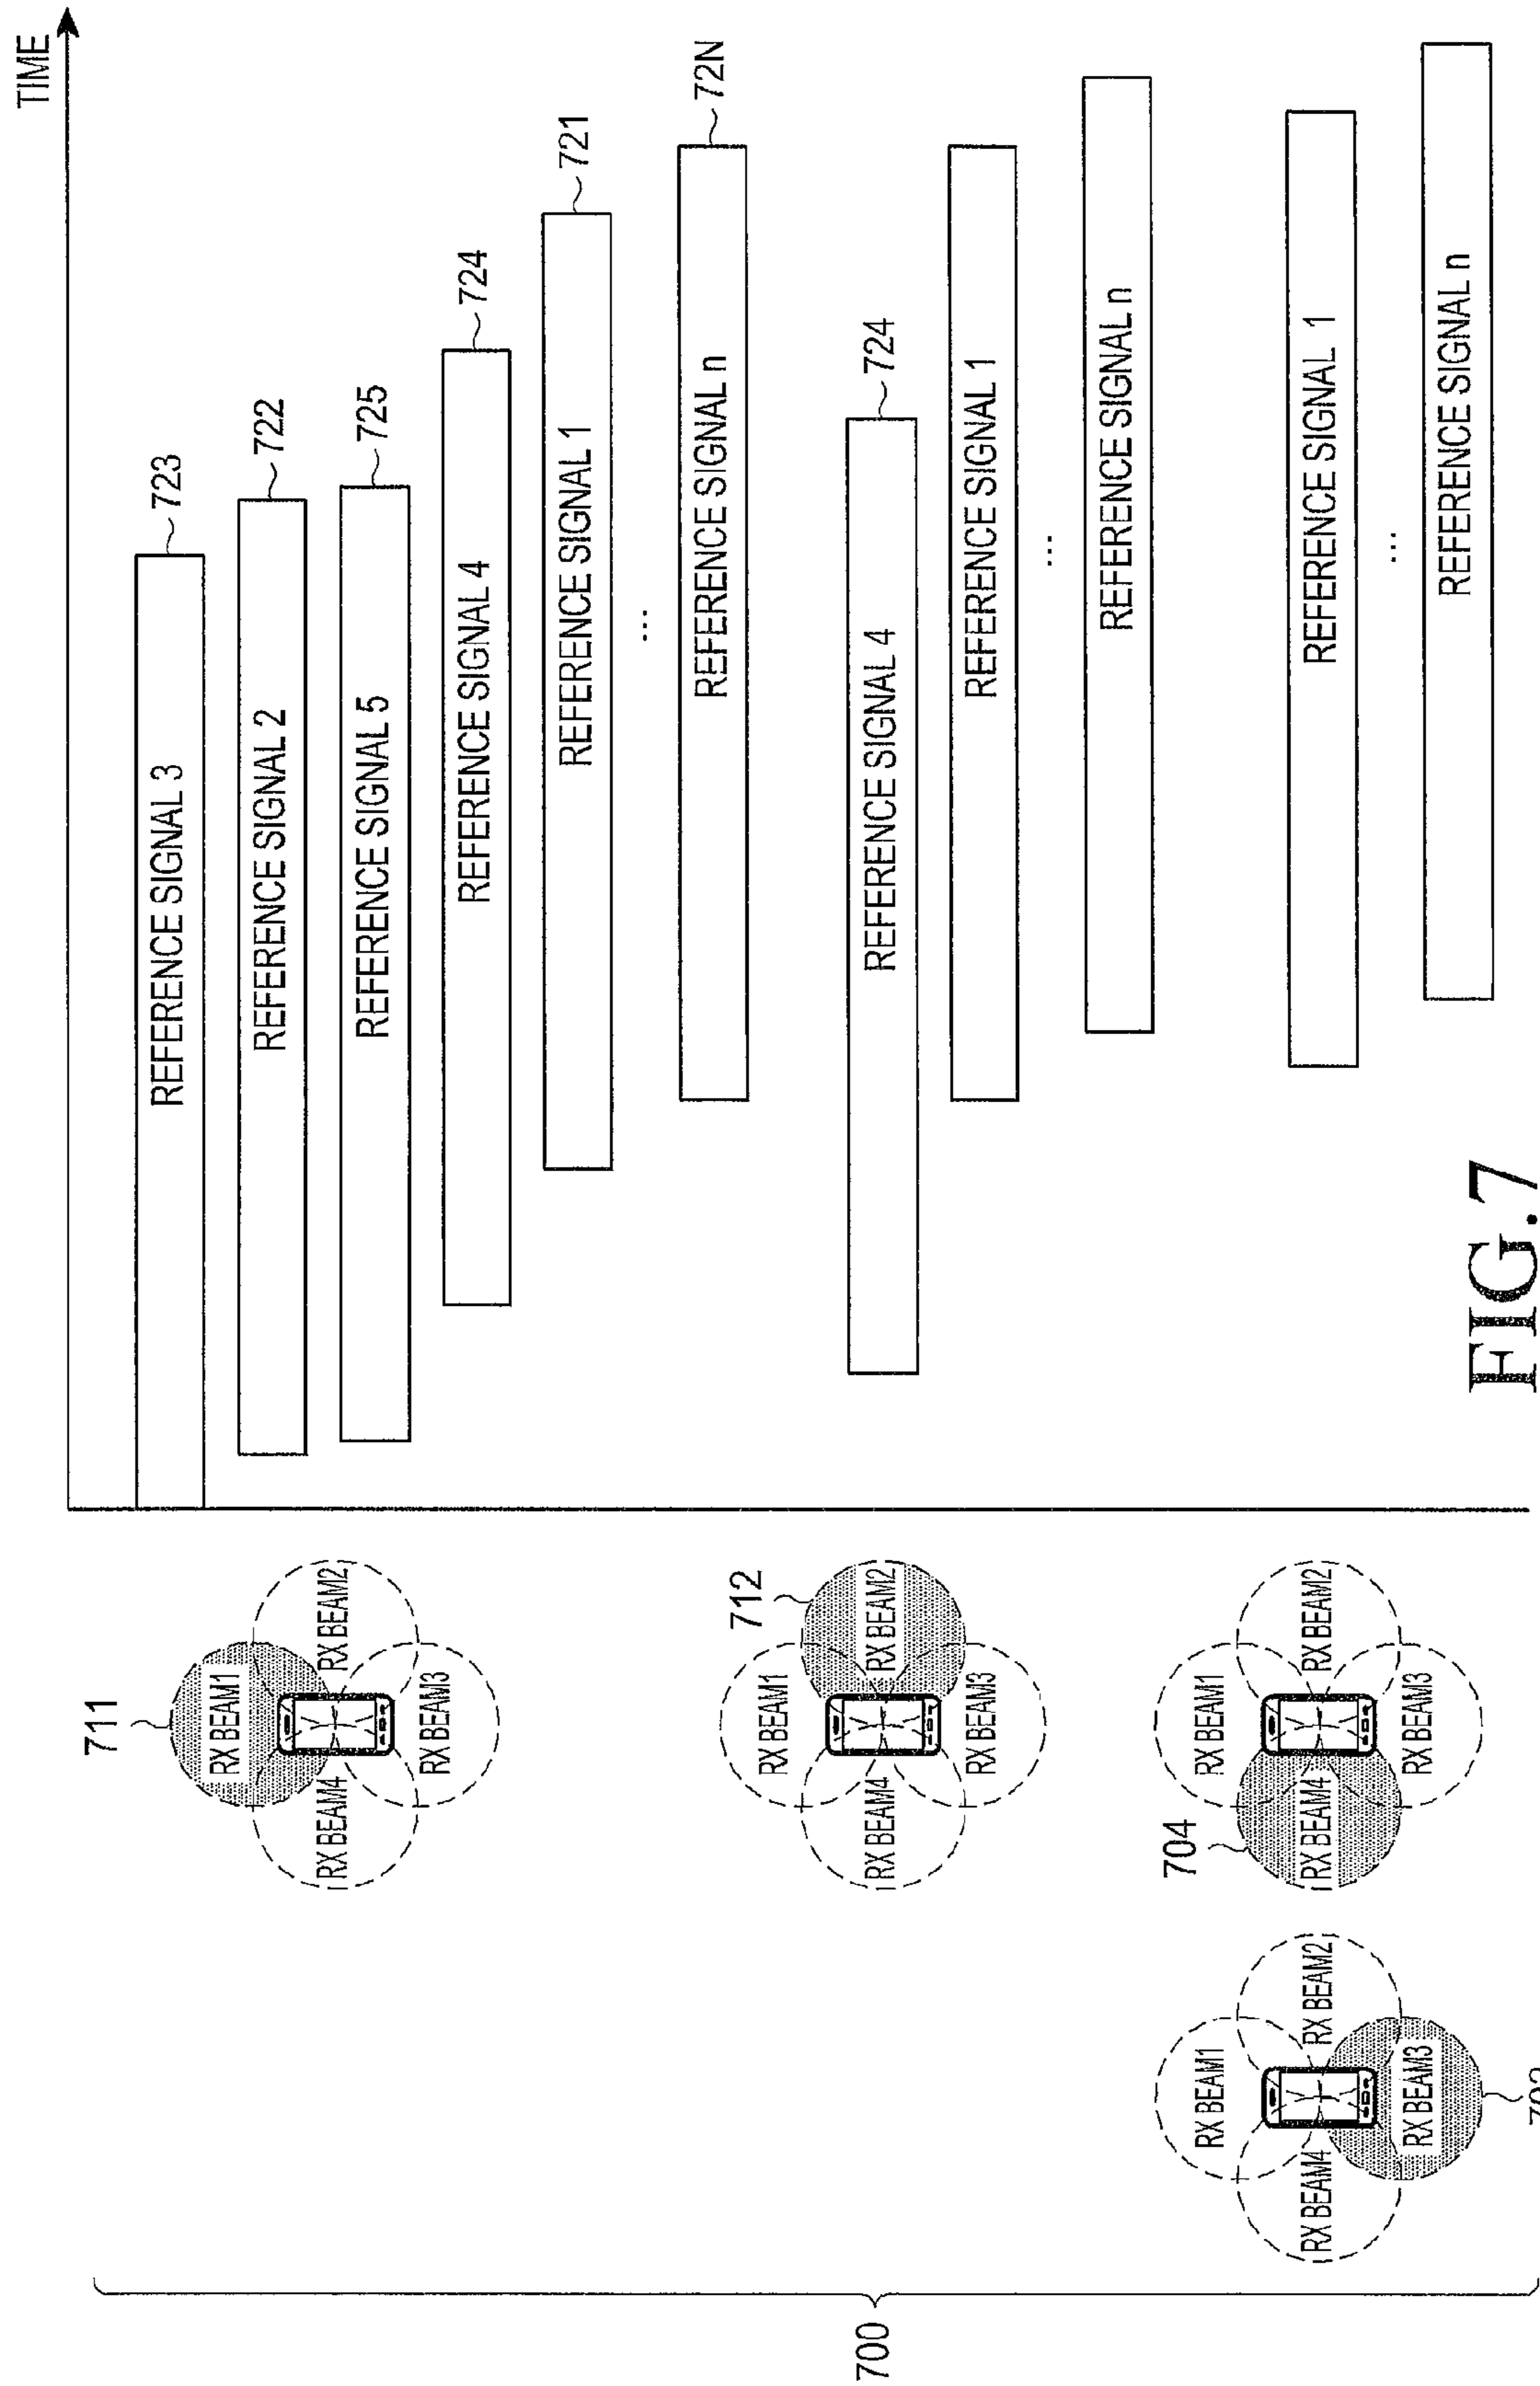 TIME
REFERENCE SIGNAL 3
723
REFERENCE SIGNAL 2
722
REFERENCE SIGNAL 5
725
REFERENCE SIGNAL 4
724
REFERENCE SIGNAL 1
721
...
REFERENCE SIGNAL n
72N
REFERENCE SIGNAL 4
724
REFERENCE SIGNAL 1
...
REFERENCE SIGNAL n
REFERENCE SIGNAL 1
...
REFERENCE SIGNAL n
711
RX BEAM1
RX BEAM4
RX BEAM2
RX BEAM3
712
RX BEAM1
RX BEAM4
RX BEAM2
RX BEAM3
704
RX BEAM1
RX BEAM4
RX BEAM2
RX BEAM3
RX BEAM1
RX BEAM4
RX BEAM2
RX BEAM3
700
FIG.7